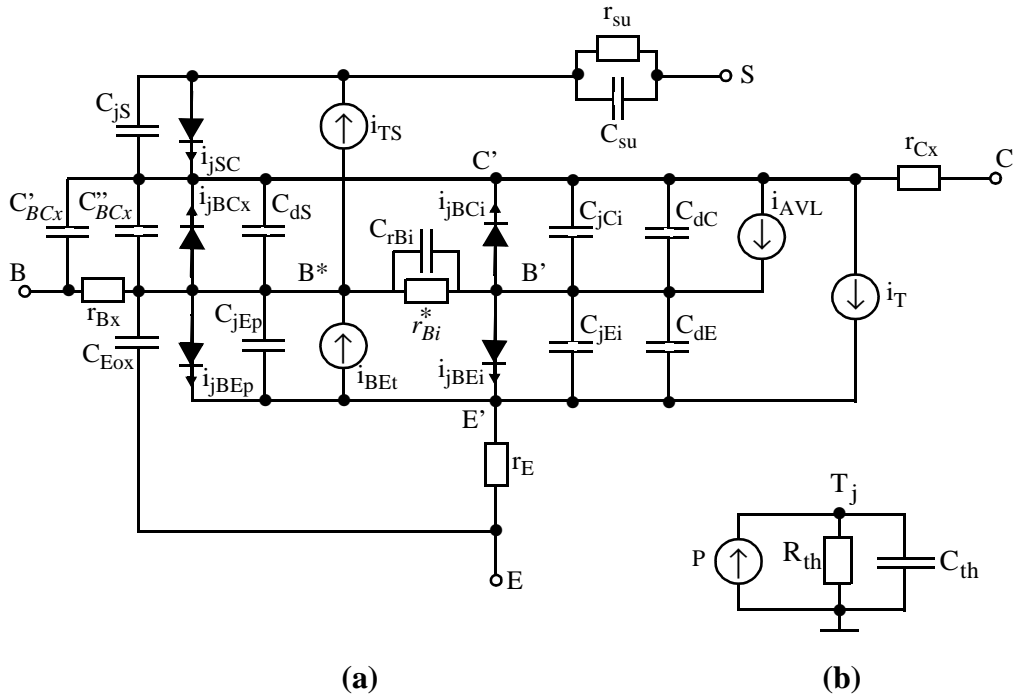 r_su
S
C_su
C_jS
i_jSC
i_TS
C'
r_Cx
C
C'_BCx
C''_BCx
i_jBCx
C_dS
C_rBi
i_jBCi
C_jCi
C_dC
i_AVL
B
r_Bx
B*
r*_Bi
B'
i_T
C_Eox
C_jEp
i_jBEp
i_BEt
i_jBEi
C_jEi
C_dE
E'
r_E
E
T_j
P
R_th
C_th
(a)
(b)